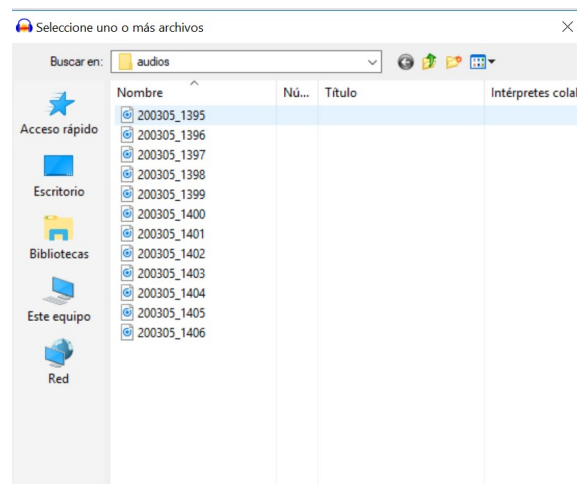 Seleccione uno o más archivos
Buscar en: audios
Nombre Nú... Título Intérpretes colal
200305_1395
200305_1396
200305_1397
200305_1398
200305_1399
200305_1400
200305_1401
200305_1402
200305_1403
200305_1404
200305_1405
200305_1406
Acceso rápido
Escritorio
Bibliotecas
Este equipo
Red